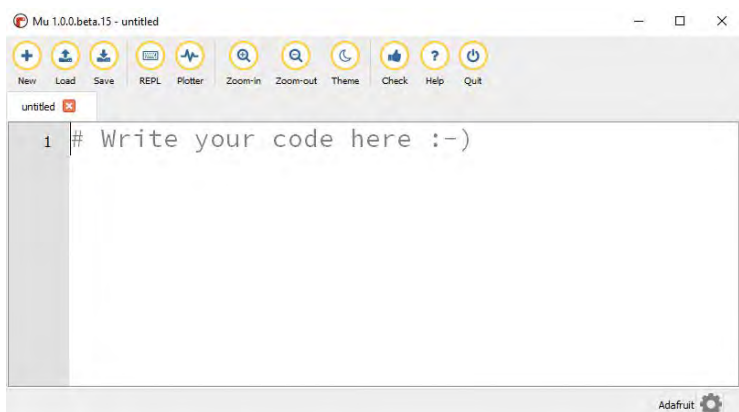 Mu 1.0.0.beta.15 - untitled
New Load Save REPL Plotter Zoom-in Zoom-out Theme Check Help Quit
untitled
1 # Write your code here :-)
Adafruit